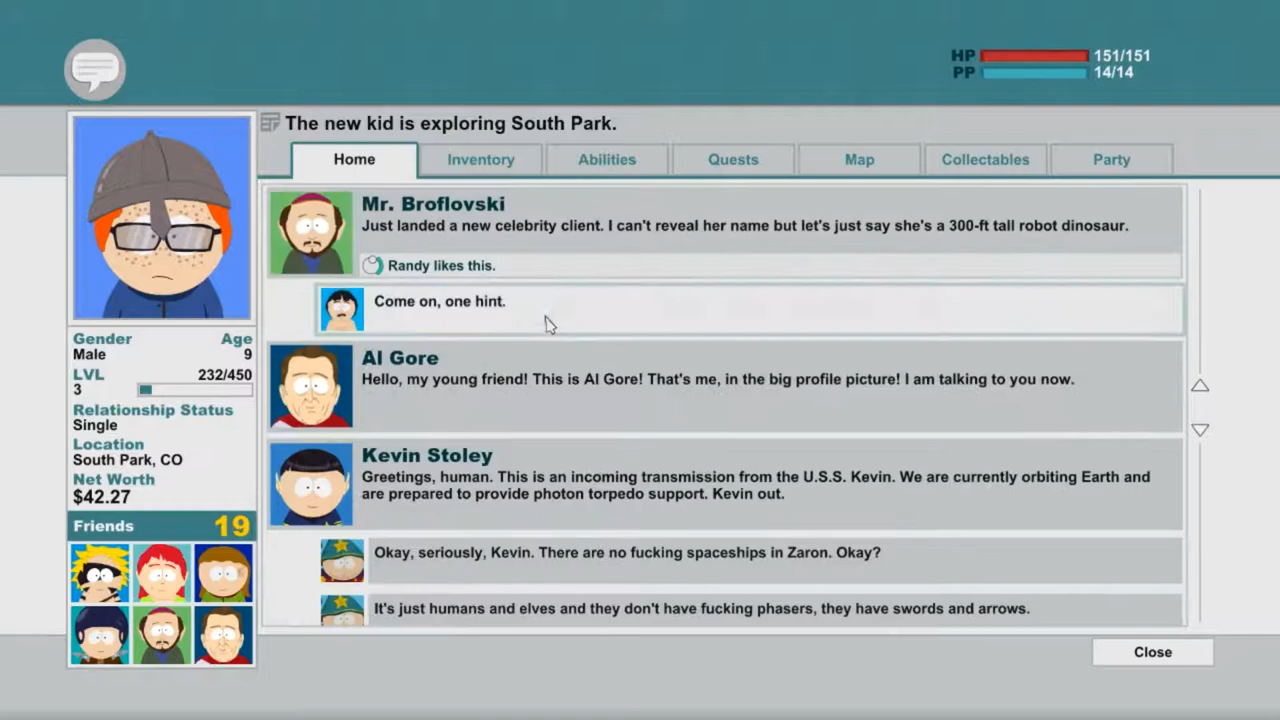 HP 151/151
PP 14/14
The new kid is exploring South Park.
Home Inventory Abilities Quests Map Collectables Party
Mr. Broflovski
Just landed a new celebrity client. I can't reveal her name but let's just say she's a 300-ft tall robot dinosaur.
Randy likes this.
Come on, one hint.
Al Gore
Hello, my young friend! This is Al Gore! That's me, in the big profile picture! I am talking to you now.
Kevin Stoley
Greetings, human. This is an incoming transmission from the U.S.S. Kevin. We are currently orbiting Earth and
are prepared to provide photon torpedo support. Kevin out.
Okay, seriously, Kevin. There are no fucking spaceships in Zaron. Okay?
It's just humans and elves and they don't have fucking phasers, they have swords and arrows.
Gender Age
Male 9
LVL 232/450
3
Relationship Status
Single
Location
South Park, CO
Net Worth
$42.27
Friends 19
Close